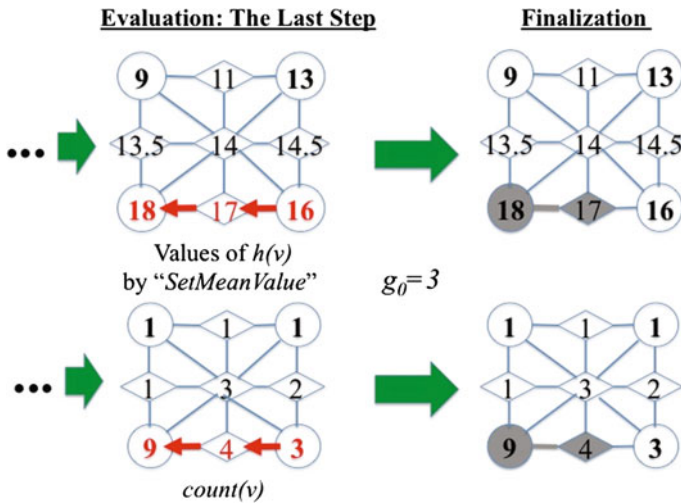 Evaluation: The Last Step Finalization
9 11 13 9 11 13
••• 13.5 14 14.5 13.5 14 14.5
18 17 16 18 17 16
Values of h(v)
by “SetMeanValue” g₀=3
1 1 1 1 1 1
••• 1 3 2 1 3 2
9 4 3 9 4 3
count(v)